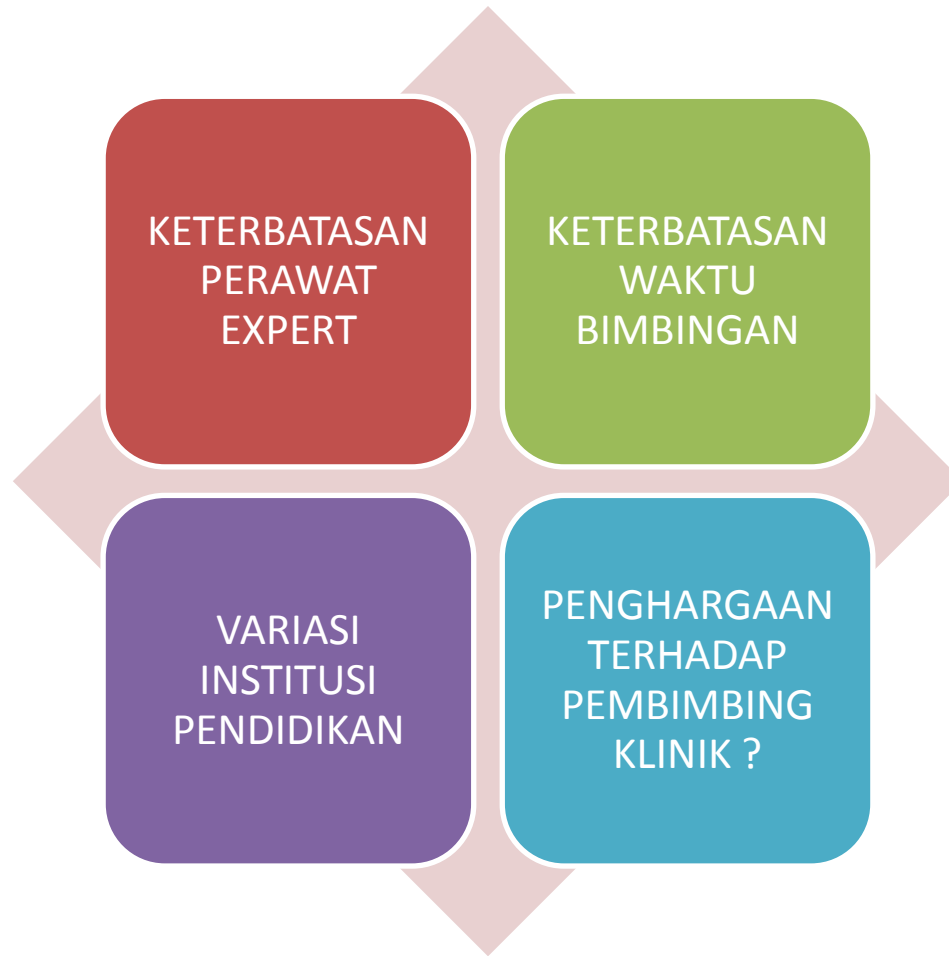 KETERBATASAN
PERAWAT
EXPERT
KETERBATASAN
WAKTU
BIMBINGAN
VARIASI
INSTITUSI
PENDIDIKAN
PENGHARGAAN
TERHADAP
PEMBIMBING
KLINIK ?